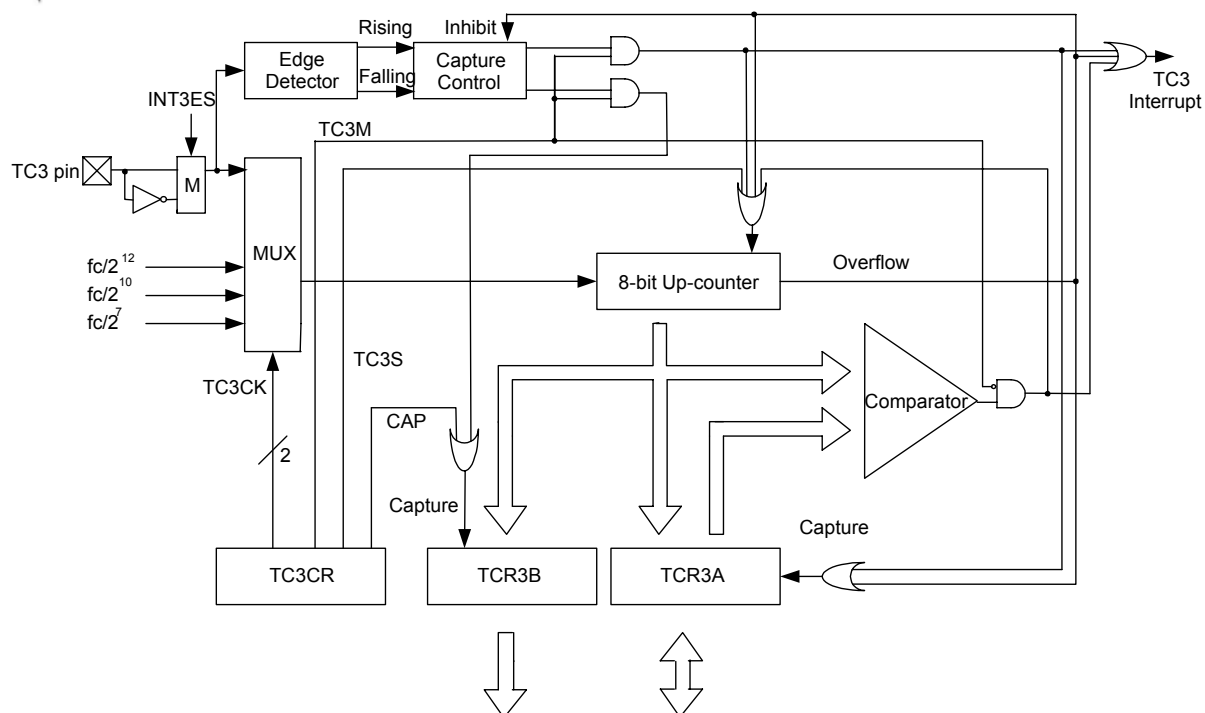 Rising
Inhibit
Edge
Detector
Capture
Control
Falling
TC3
Interrupt
INT3ES
TC3M
TC3 pin
M
MUX
fc/2^12
fc/2^10
fc/2^7
8-bit Up-counter
Overflow
TC3S
TC3CK
Comparator
CAP
2
Capture
Capture
TC3CR
TCR3B
TCR3A